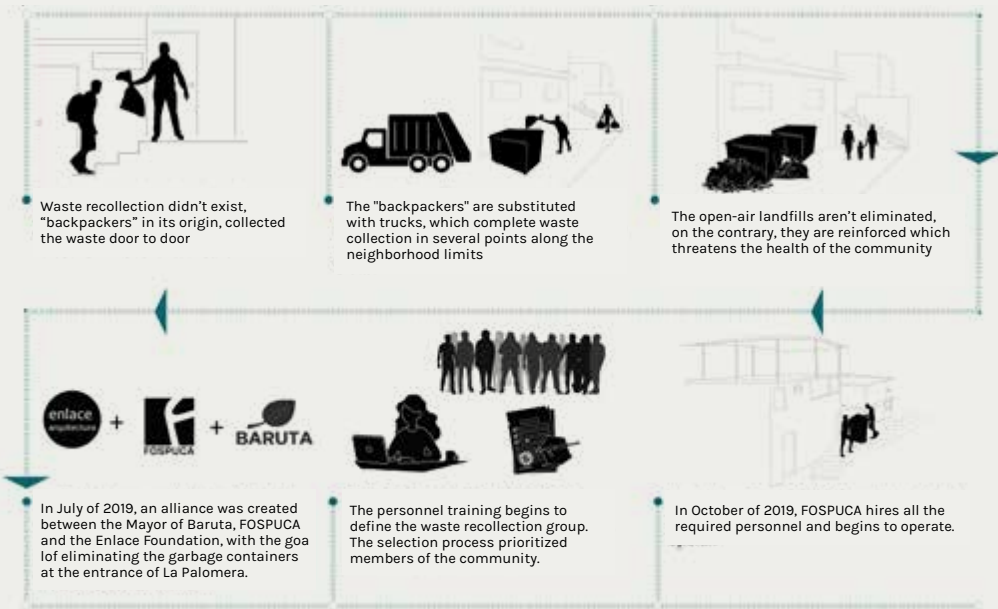 Waste recollection didn't exist,
"backpackers" in its origin, collected
the waste door to door
The "backpackers" are substituted
with trucks, which complete waste
collection in several points along the
neighborhood limits
The open-air landfills aren't eliminated,
on the contrary, they are reinforced which
threatens the health of the community
enlace
arquitectura
+
FOSPUCA
+
BARUTA
In July of 2019, an alliance was created
between the Mayor of Baruta, FOSPUCA
and the Enlace Foundation, with the goa
lof eliminating the garbage containers
at the entrance of La Palomera.
The personnel training begins to
define the waste recollection group.
The selection process prioritized
members of the community.
In October of 2019, FOSPUCA hires all the
required personnel and begins to operate.